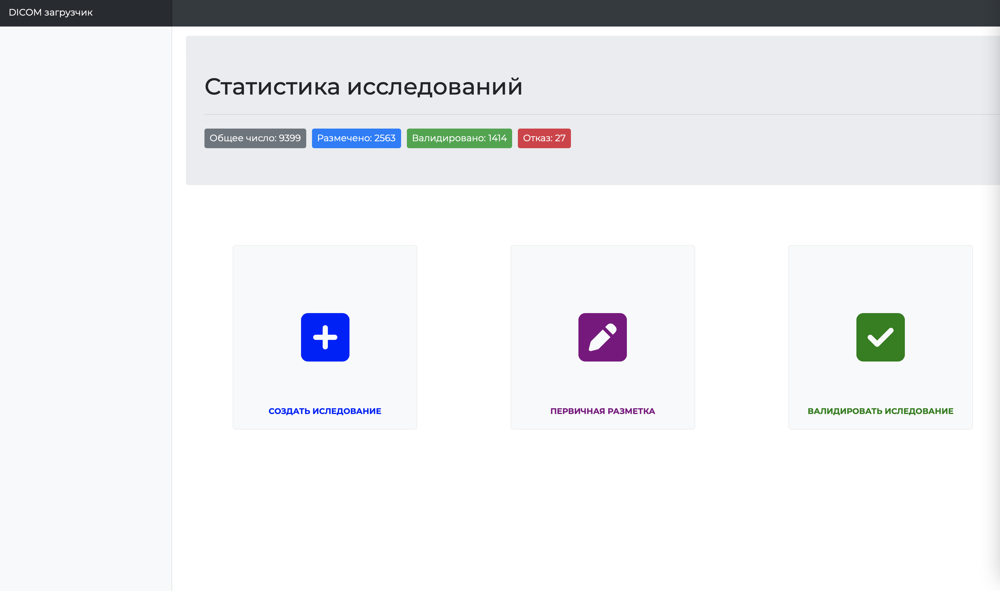 DICOM загрузчик
Статистика исследований
Общее число: 9399 Размечено: 2563 Валидировано: 1414 Отказ: 27
СОЗДАТЬ ИСЛЕДОВАНИЕ ПЕРВИЧНАЯ РАЗМЕТКА ВАЛИДИРОВАТЬ ИСЛЕДОВАНИЕ